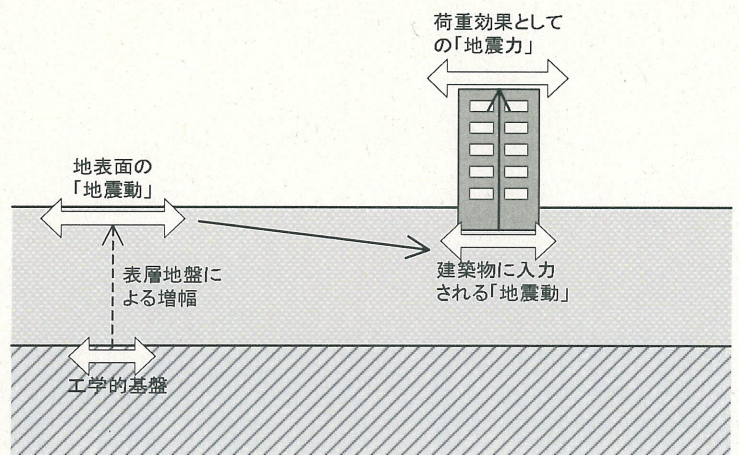 荷重効果として
の「地震力」
地表面の
「地震動」
表層地盤に
よる増幅
建築物に入力
される「地震動」
工学的基盤